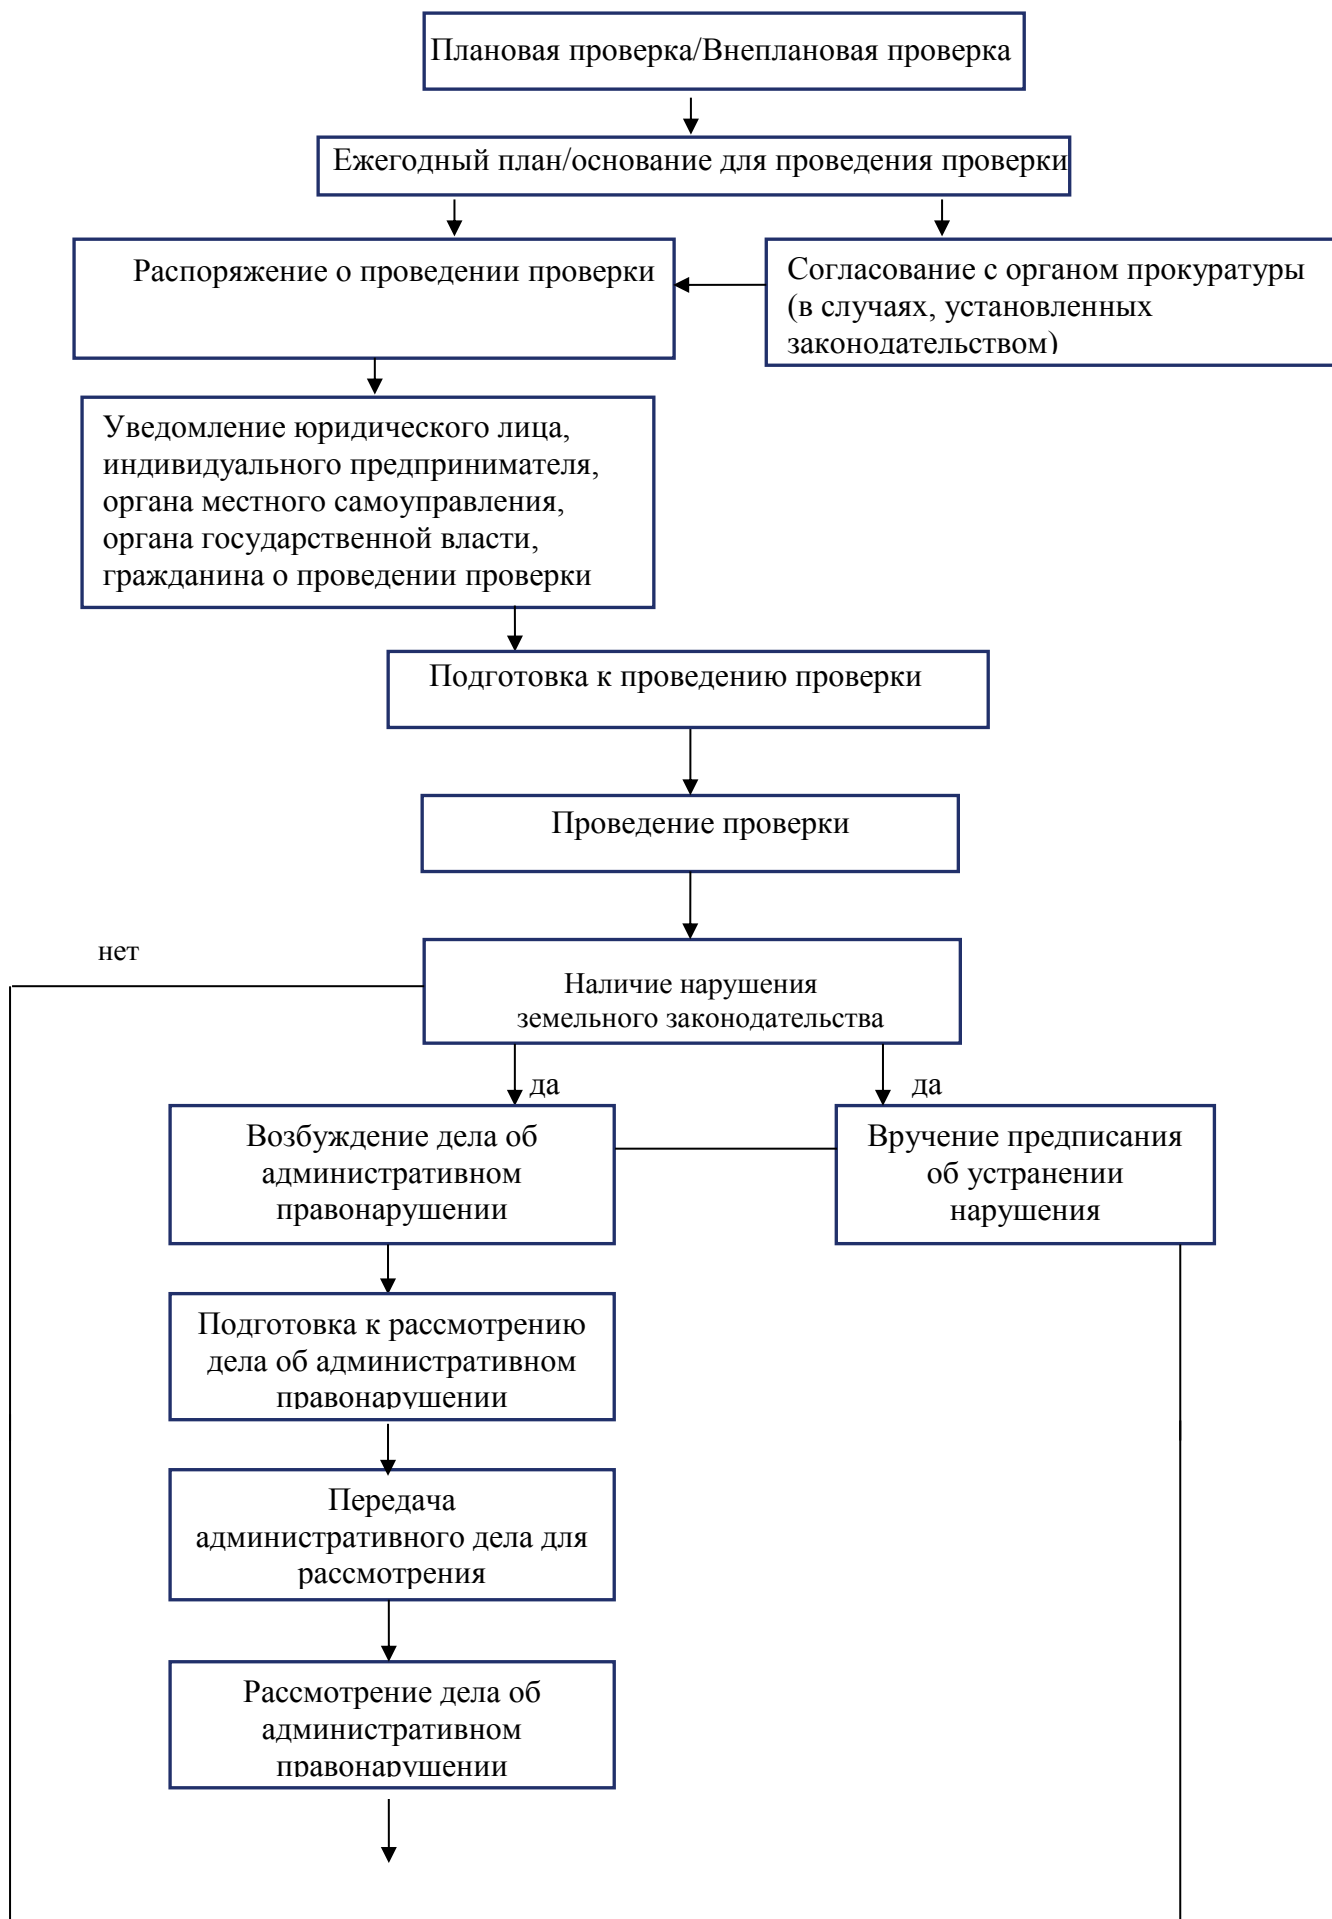 Плановая проверка/Внеплановая проверка
Ежегодный план/основание для проведения проверки
Распоряжение о проведении проверки
Согласование с органом прокуратуры
(в случаях, установленных
законодательством)
Уведомление юридического лица,
индивидуального предпринимателя,
органа местного самоуправления,
органа государственной власти,
гражданина о проведении проверки
Подготовка к проведению проверки
Проведение проверки
нет
Наличие нарушения
земельного законодательства
да
да
Возбуждение дела об
административном
правонарушении
Вручение предписания
об устранении
нарушения
Подготовка к рассмотрению
дела об административном
правонарушении
Передача
административного дела для
рассмотрения
Рассмотрение дела об
административном
правонарушении